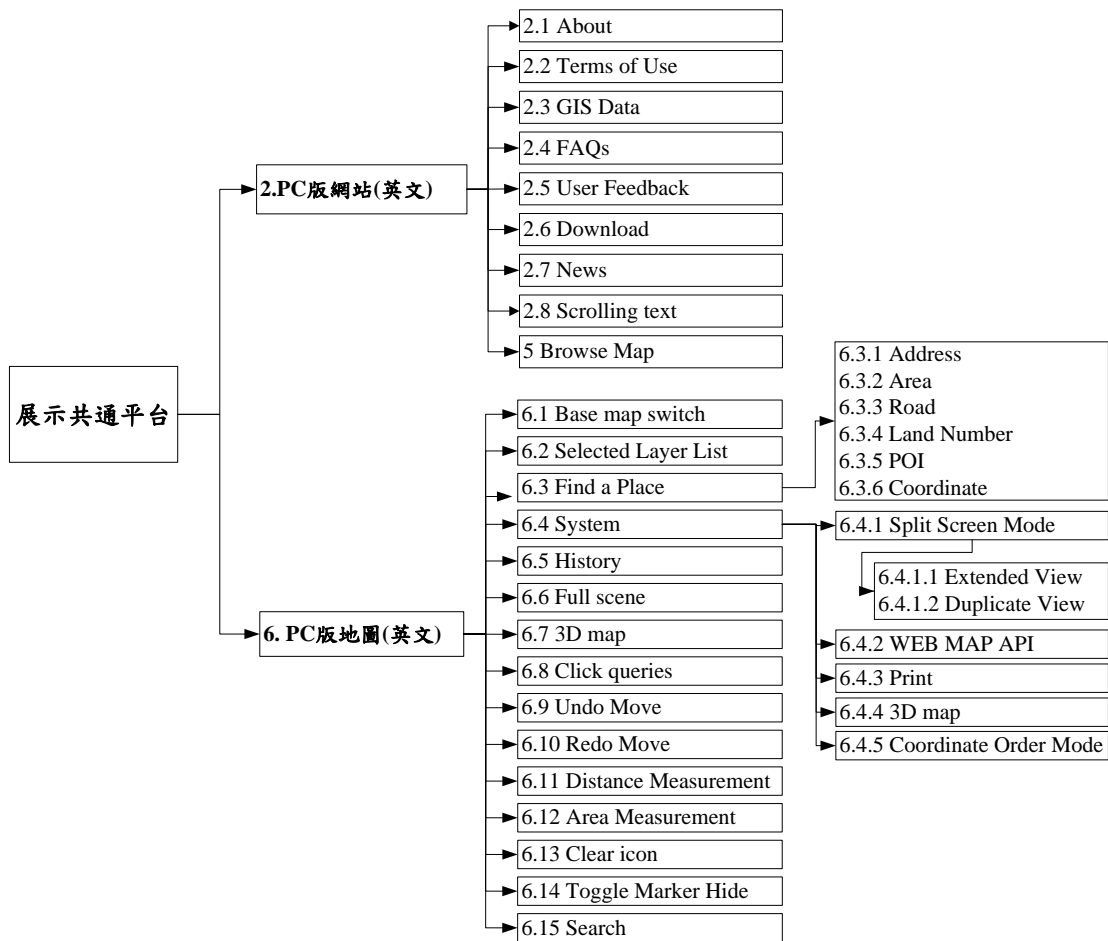 展示共通平台
2.PC版網站(英文)
2.1 About
2.2 Terms of Use
2.3 GIS Data
2.4 FAQs
2.5 User Feedback
2.6 Download
2.7 News
2.8 Scrolling text
5 Browse Map
6. PC版地圖(英文)
6.1 Base map switch
6.2 Selected Layer List
6.3 Find a Place
6.3.1 Address
6.3.2 Area
6.3.3 Road
6.3.4 Land Number
6.3.5 POI
6.3.6 Coordinate
6.4 System
6.4.1 Split Screen Mode
6.4.1.1 Extended View
6.4.1.2 Duplicate View
6.4.2 WEB MAP API
6.4.3 Print
6.4.4 3D map
6.4.5 Coordinate Order Mode
6.5 History
6.6 Full scene
6.7 3D map
6.8 Click queries
6.9 Undo Move
6.10 Redo Move
6.11 Distance Measurement
6.12 Area Measurement
6.13 Clear icon
6.14 Toggle Marker Hide
6.15 Search